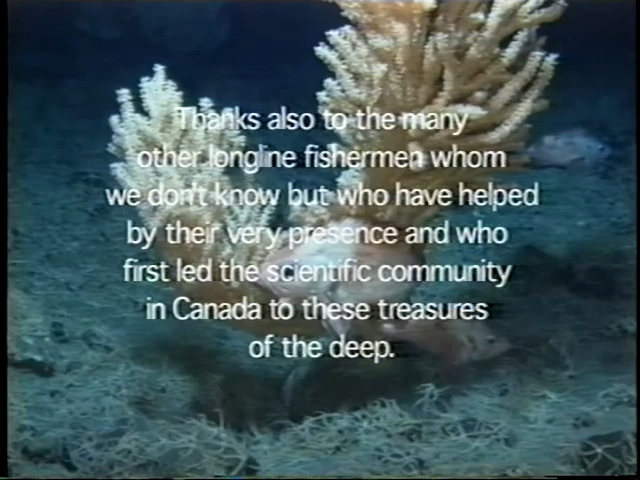 Thanks also to the many
other longline fishermen whom
we don't know but who have helped
by their very presence and who
first led the scientific community
in Canada to these treasures
of the deep.